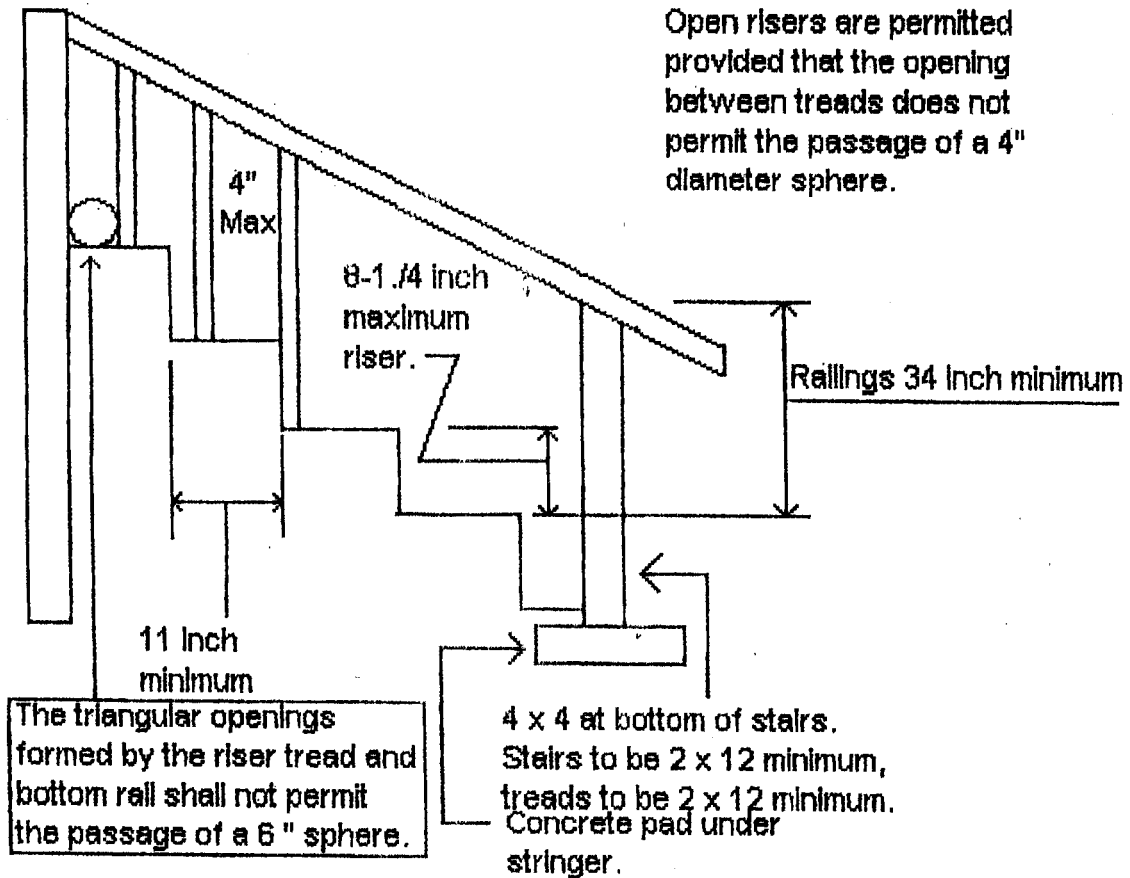 Open risers are permitted
provided that the opening
between treads does not
permit the passage of a 4"
diameter sphere.
4"
Max
8-1./4 inch
maximum
riser.
Railings 34 inch minimum
11 inch
minimum
The triangular openings
formed by the riser tread and
bottom rail shall not permit
the passage of a 6 " sphere.
4 x 4 at bottom of stairs.
Stairs to be 2 x 12 minimum,
treads to be 2 x 12 minimum.
Concrete pad under
stringer.